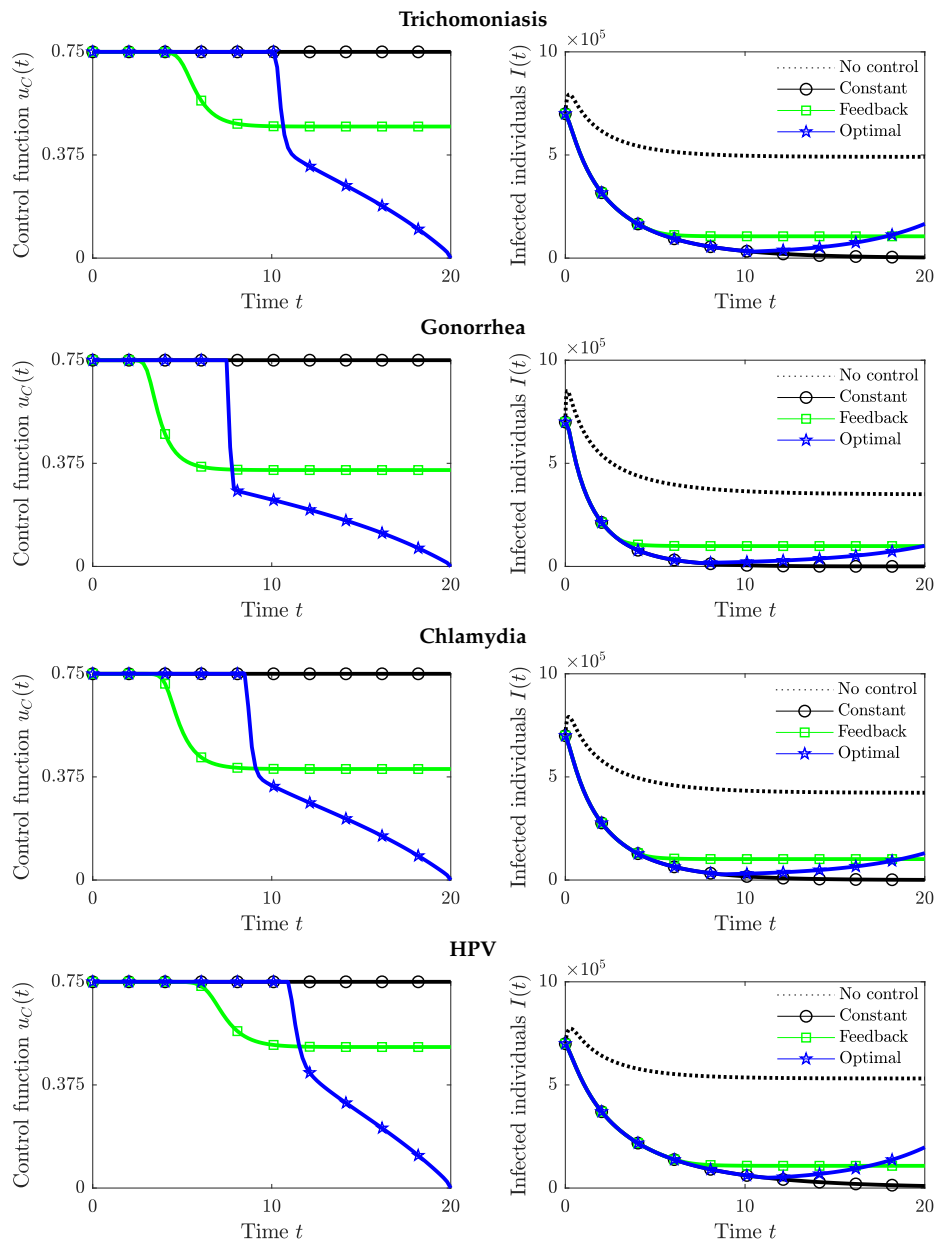 Trichomoniasis
Control function u_C(t)
0.75
0.375
0
0
10
20
Time t
Infected individuals I(t)
×10^5
10
5
0
0
10
20
Time t
No control
Constant
Feedback
Optimal
Gonorrhea
Control function u_C(t)
0.75
0.375
0
0
10
20
Time t
Infected individuals I(t)
×10^5
10
5
0
0
10
20
Time t
No control
Constant
Feedback
Optimal
Chlamydia
Control function u_C(t)
0.75
0.375
0
0
10
20
Time t
Infected individuals I(t)
×10^5
10
5
0
0
10
20
Time t
No control
Constant
Feedback
Optimal
HPV
Control function u_C(t)
0.75
0.375
0
0
10
20
Time t
Infected individuals I(t)
×10^5
10
5
0
0
10
20
Time t
No control
Constant
Feedback
Optimal